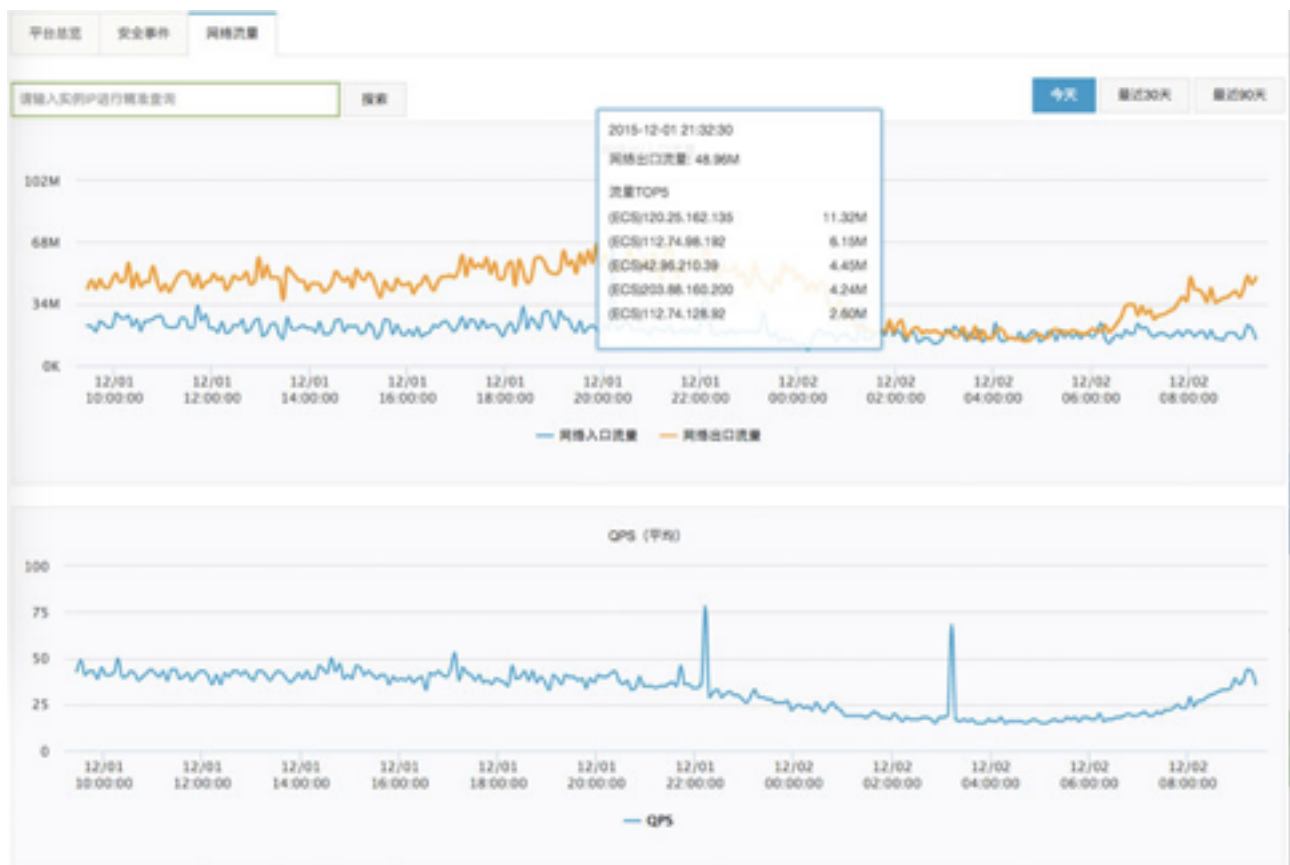 平台总览 安全事件 网络流量
请输入实例IP进行精准查询 搜索 今天 最近30天 最近90天
2015-12-01 21:32:30
网络出口流量: 48.96M
流量TOP5
(ECS)120.25.162.135 11.32M
(ECS)112.74.98.192 6.15M
(ECS)42.96.210.39 4.45M
(ECS)203.88.160.200 4.24M
(ECS)112.74.128.92 2.60M
102M
68M
34M
0K
12/01 12/01 12/01 12/01 12/01 12/01 12/01 12/02 12/02 12/02 12/02 12/02
10:00:00 12:00:00 14:00:00 16:00:00 18:00:00 20:00:00 22:00:00 00:00:00 02:00:00 04:00:00 06:00:00 08:00:00
网络入口流量 网络出口流量
QPS（平均）
100
75
50
25
0
12/01 12/01 12/01 12/01 12/01 12/01 12/01 12/02 12/02 12/02 12/02 12/02
10:00:00 12:00:00 14:00:00 16:00:00 18:00:00 20:00:00 22:00:00 00:00:00 02:00:00 04:00:00 06:00:00 08:00:00
QPS